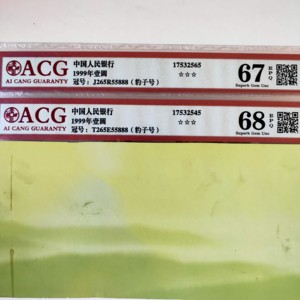 ACG
AI CANG GUARANTY
中国人民银行
1999年壹圆
冠号：J265R55888（豹子号）
17532565
☆☆☆
67
EPQ
Superb Gem Unc
ACG
AI CANG GUARANTY
中国人民银行
1999年壹圆
冠号：T265E55888（豹子号）
17532545
☆☆☆
68
EPQ
Superb Gem Unc